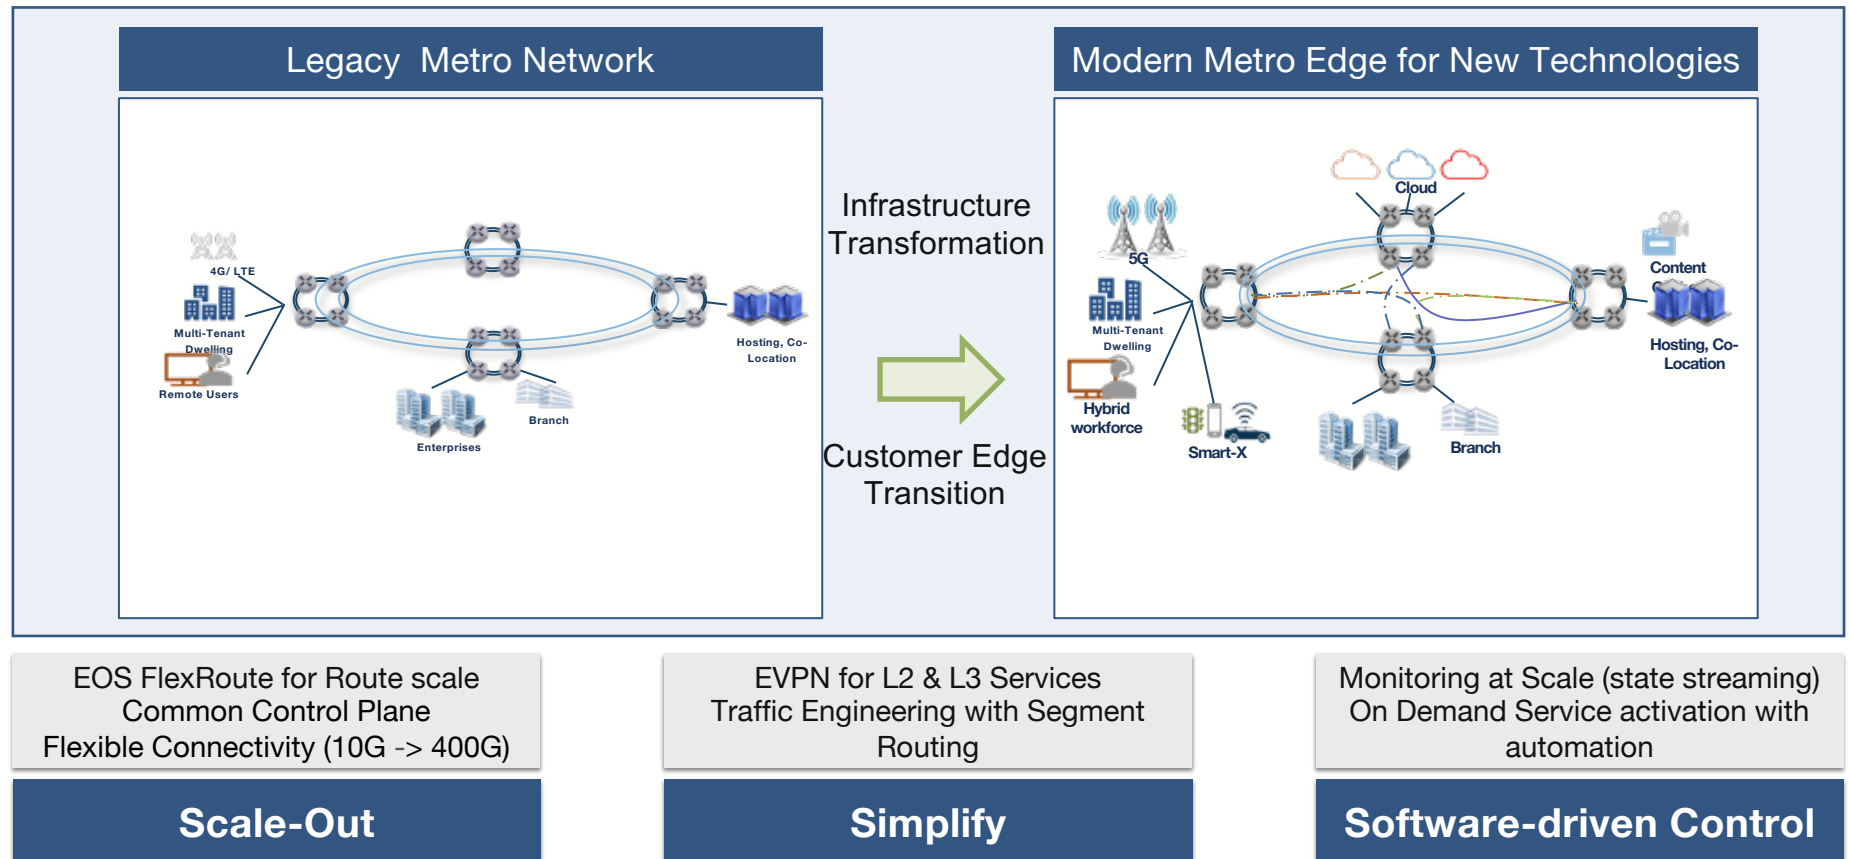 Legacy  Metro Network
Modern Metro Edge for New Technologies
4G/ LTE
Multi-Tenant
Dwelling
Remote Users
Enterprises
Branch
Hosting, Co-
Location
Infrastructure
Transformation
Customer Edge
Transition
Cloud
5G
Multi-Tenant
Dwelling
Hybrid
workforce
Smart-X
Branch
Content
Hosting, Co-
Location
EOS FlexRoute for Route scale
Common Control Plane
Flexible Connectivity (10G -> 400G)
Scale-Out
EVPN for L2 & L3 Services
Traffic Engineering with Segment
Routing
Simplify
Monitoring at Scale (state streaming)
On Demand Service activation with
automation
Software-driven Control